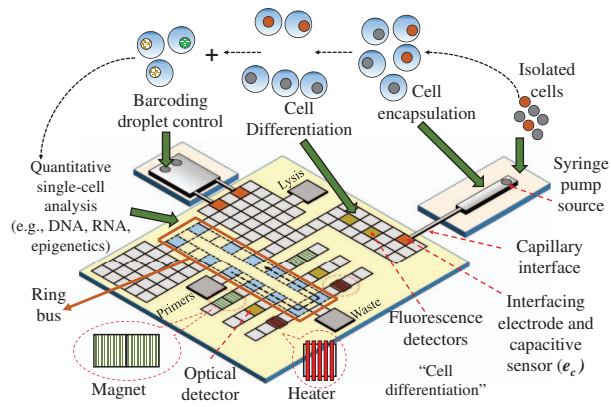 +
Isolated
cells
Barcoding
droplet control
Cell
Differentiation
Cell
encapsulation
Quantitative
single-cell
analysis
(e.g., DNA, RNA,
epigenetics)
Lysis
Syringe
pump
source
Capillary
interface
Ring
bus
Primers
Waste
Fluorescence
detectors
Interfacing
electrode and
capacitive
sensor (e_c)
Magnet
Optical
detector
Heater
“Cell
differentiation”